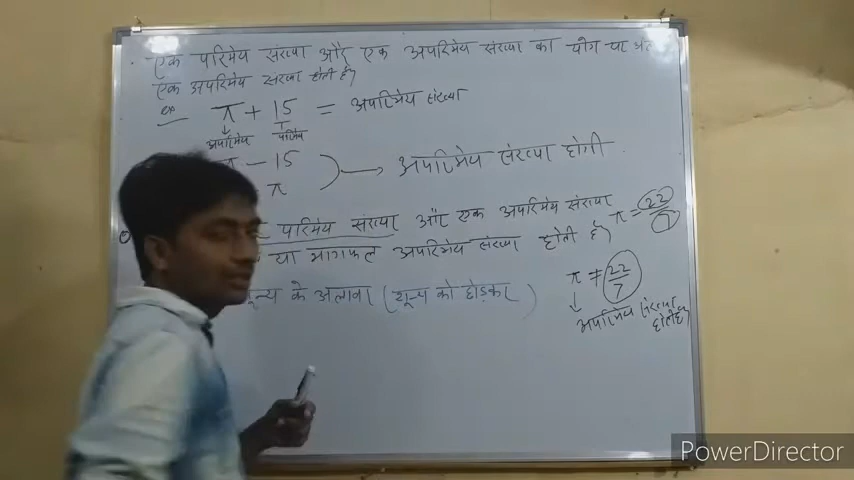 एक परिमेय संख्या और एक अपरिमेय संख्या का योग या
एक अपरिमेय संख्या होती है।
π + 15 = अपरिमेय संख्या
अपरिमेय परिमेय
- 15
π
→ अपरिमेय संख्या होगी
परिमेय संख्या और एक अपरिमेय संख्या
या भागफल अपरिमेय संख्या होती है
π = 22/7
के अलावा (शून्य को छोड़कर)
π ≠ 22/7
अपरिमेय संख्या
होती है।
PowerDirector